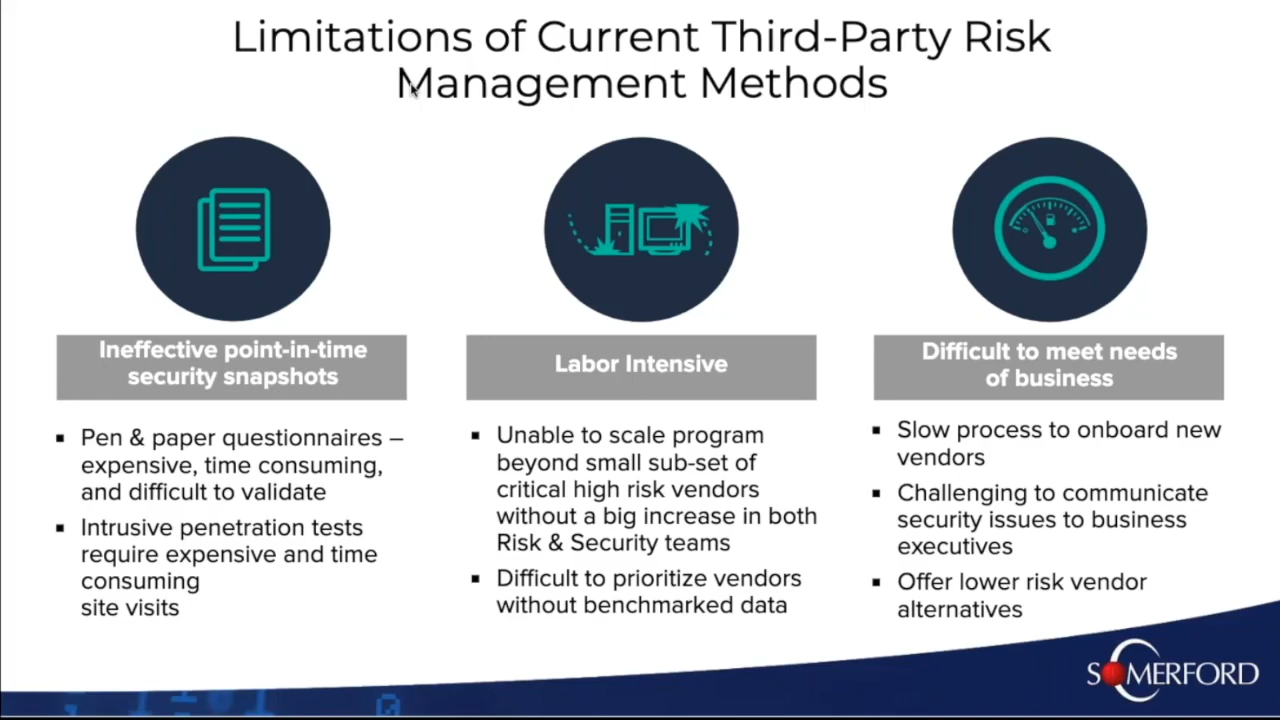 Limitations of Current Third-Party Risk
Management Methods
Ineffective point-in-time
security snapshots
▪ Pen & paper questionnaires –
expensive, time consuming,
and difficult to validate
▪ Intrusive penetration tests
require expensive and time
consuming
site visits
Labor Intensive
▪ Unable to scale program
beyond small sub-set of
critical high risk vendors
without a big increase in both
Risk & Security teams
▪ Difficult to prioritize vendors
without benchmarked data
Difficult to meet needs
of business
▪ Slow process to onboard new
vendors
▪ Challenging to communicate
security issues to business
executives
▪ Offer lower risk vendor
alternatives
SOMERFORD